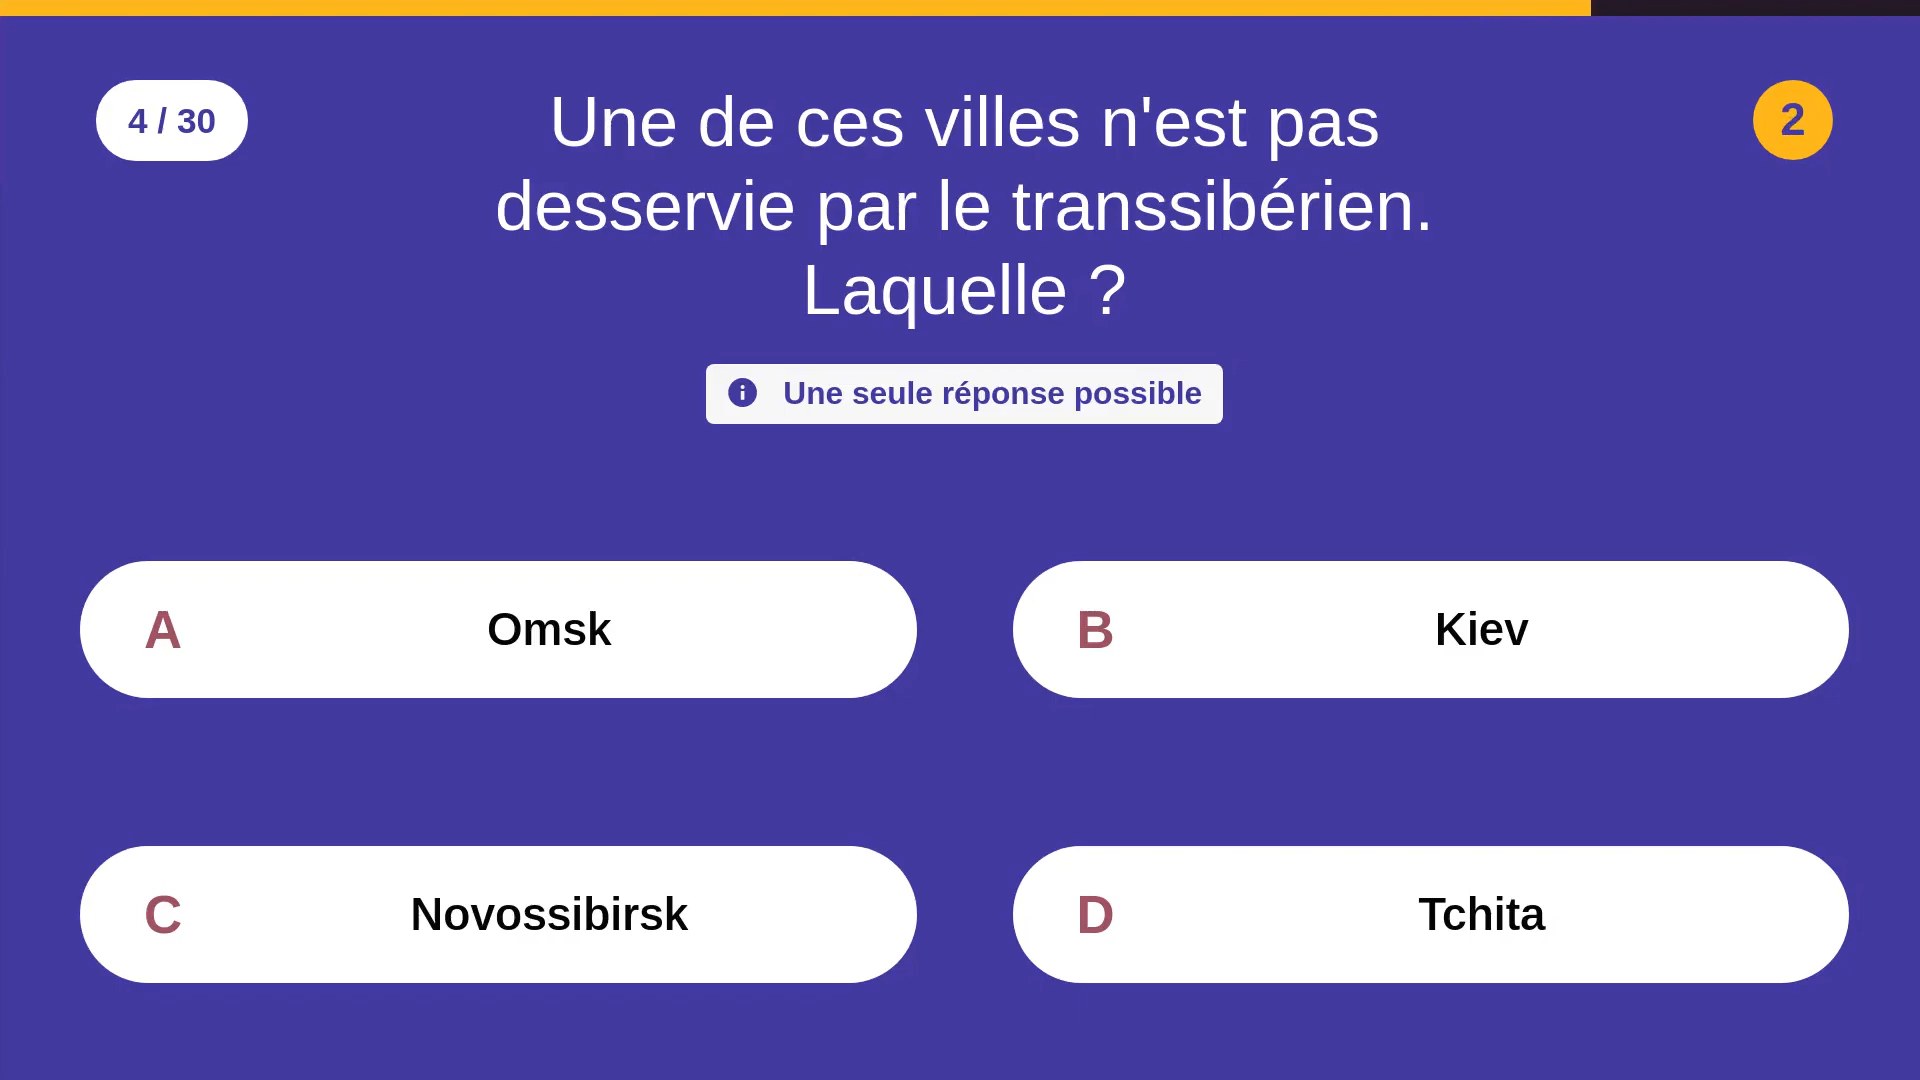 4 / 30
Une de ces villes n'est pas
desservie par le transsibérien.
Laquelle ?
2
Une seule réponse possible
A Omsk
B Kiev
C Novossibirsk
D Tchita